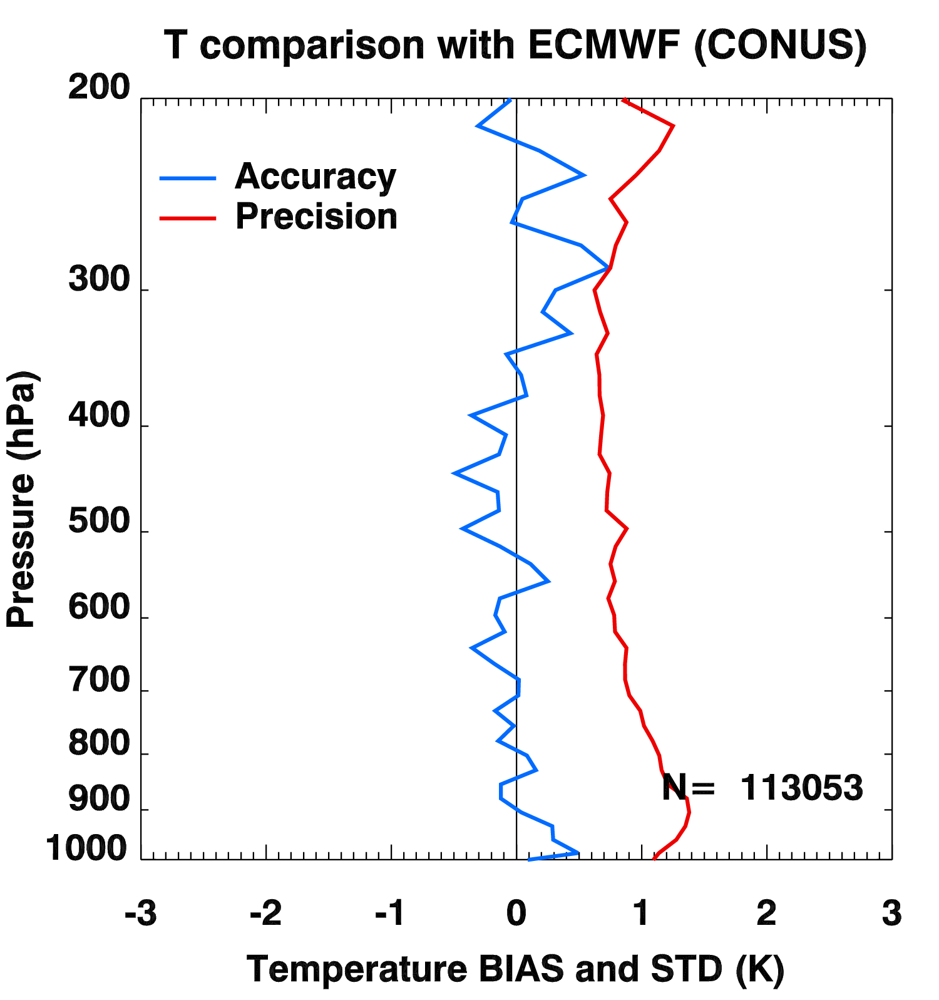 T comparison with ECMWF (CONUS)
200
Accuracy
Precision
300
400
500
600
700
800
900
1000
Pressure (hPa)
N= 113053
-3 -2 -1 0 1 2 3
Temperature BIAS and STD (K)